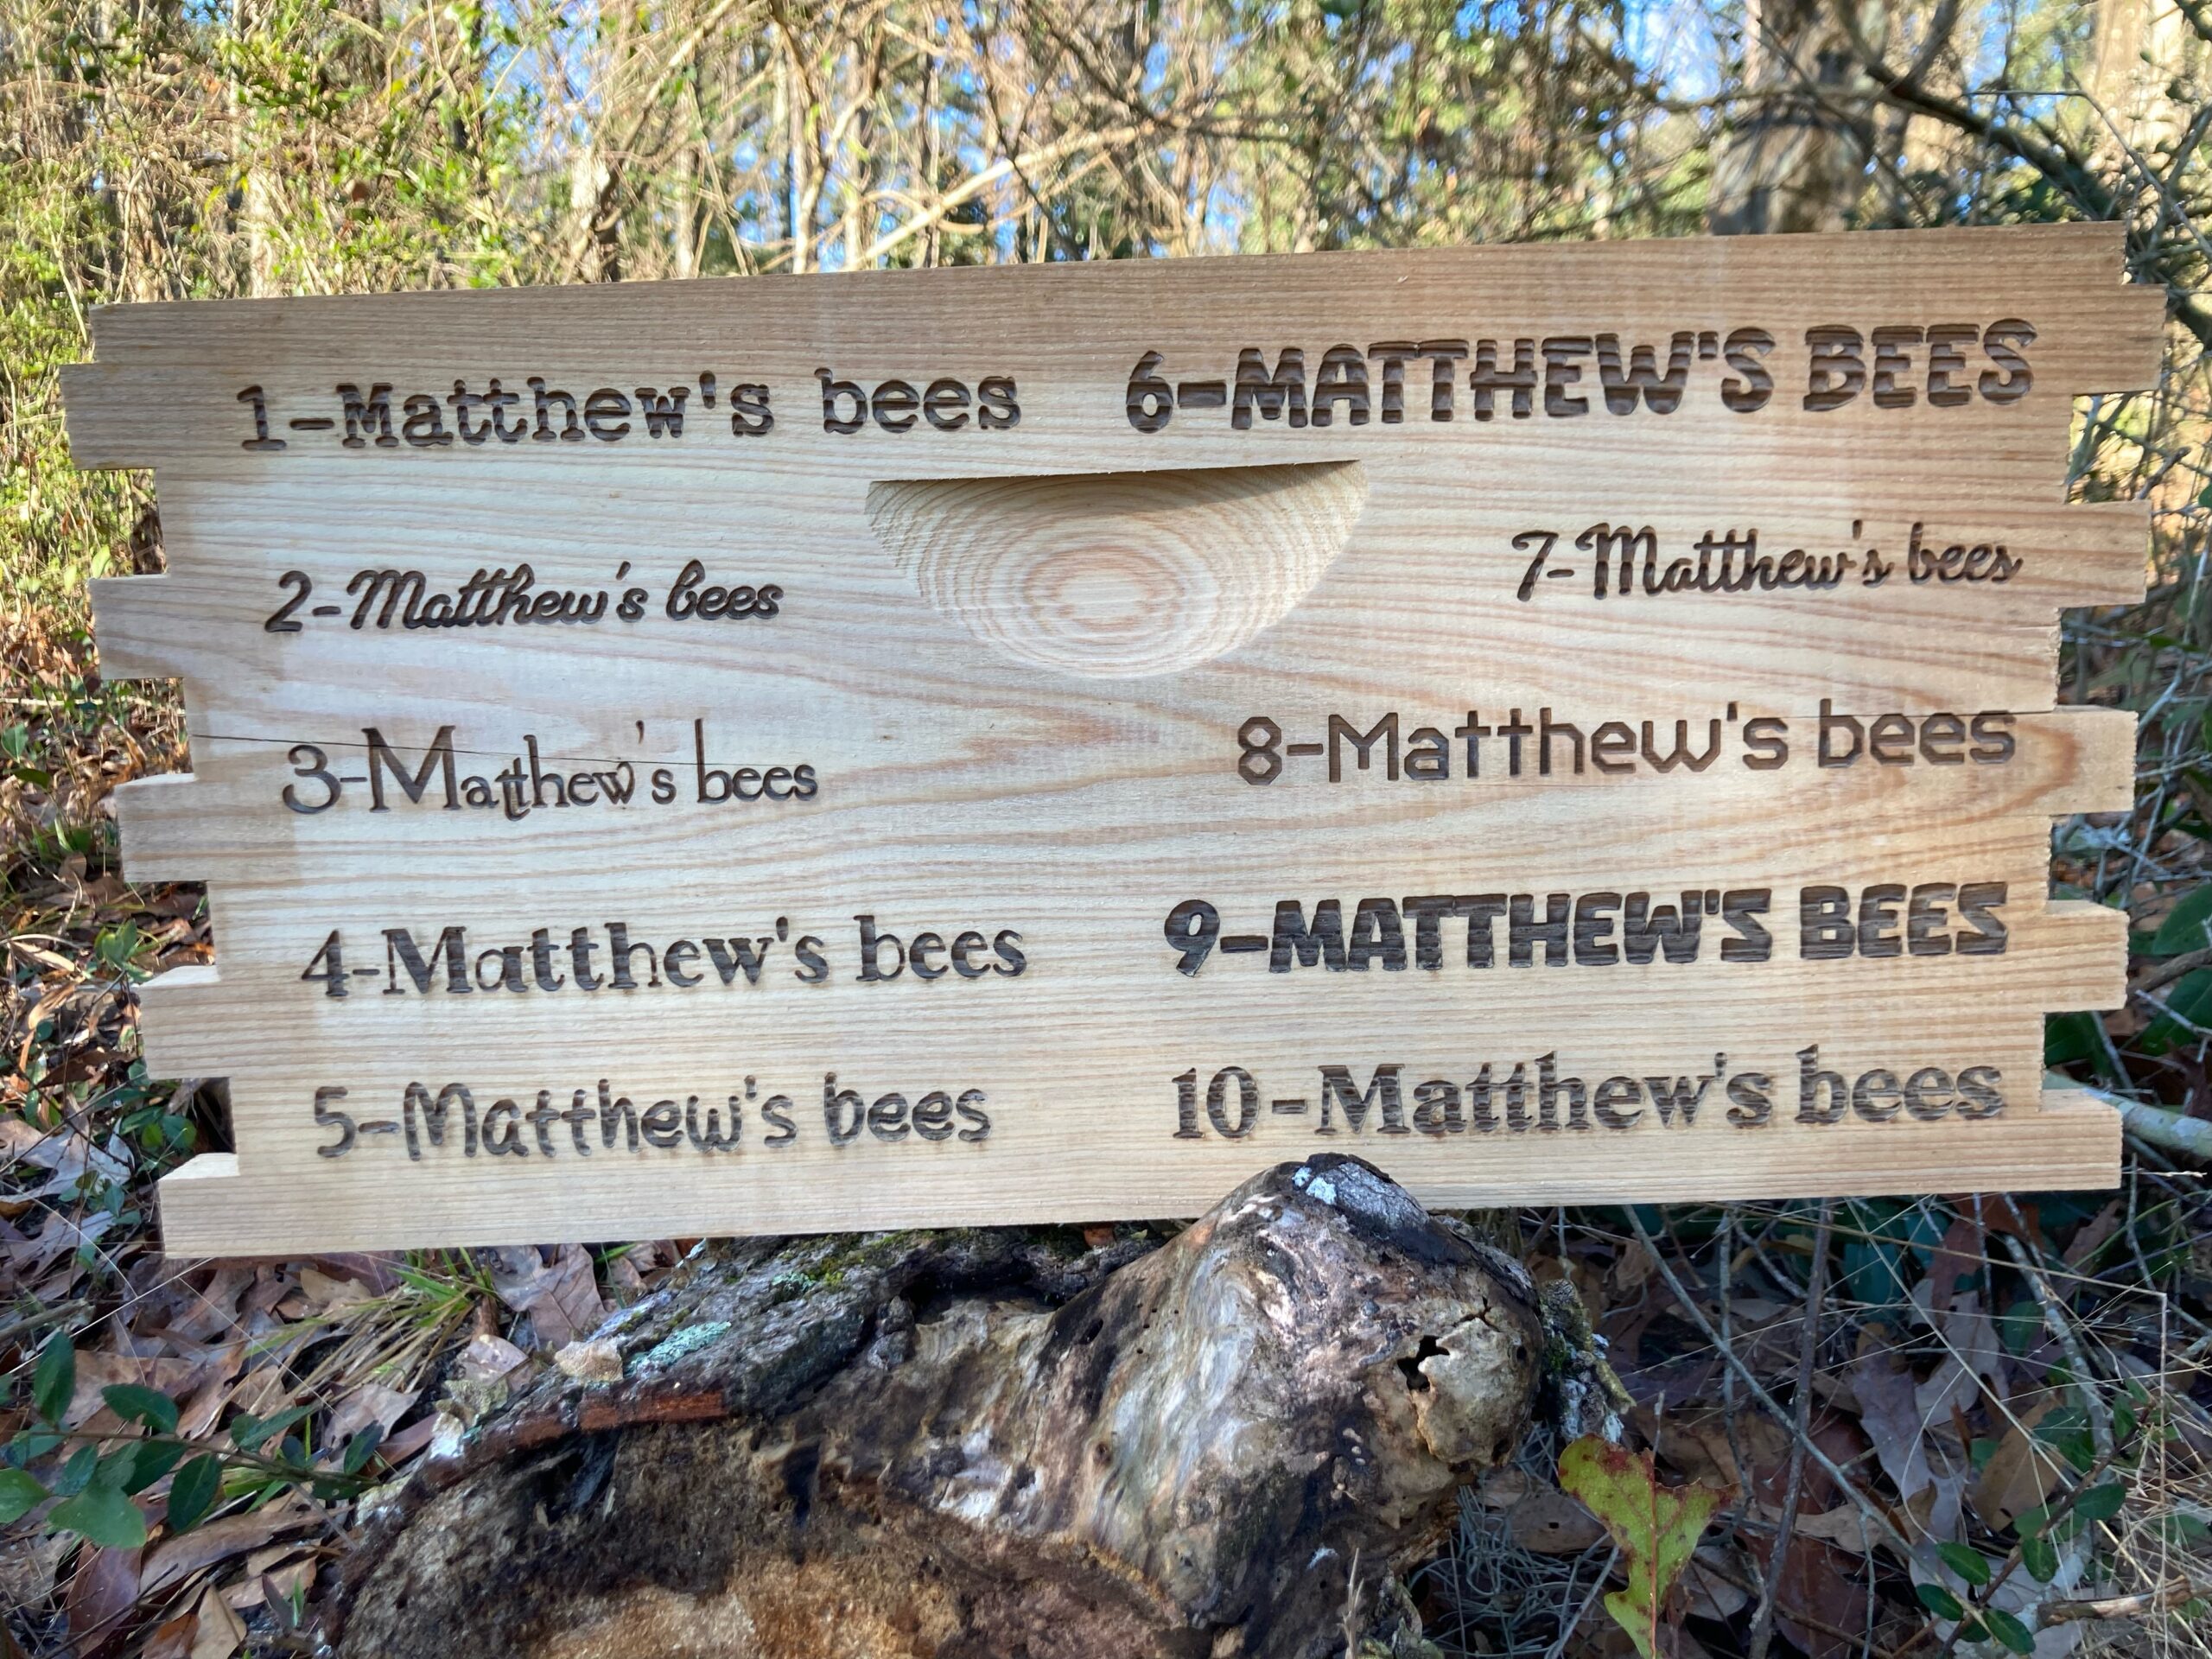 1-Matthew's bees
2-Matthew's bees
3-Matthew's bees
4-Matthew's bees
5-Matthew's bees
6-MATTHEW'S BEES
7-Matthew's bees
8-Matthew's bees
9-MATTHEW'S BEES
10-Matthew's bees